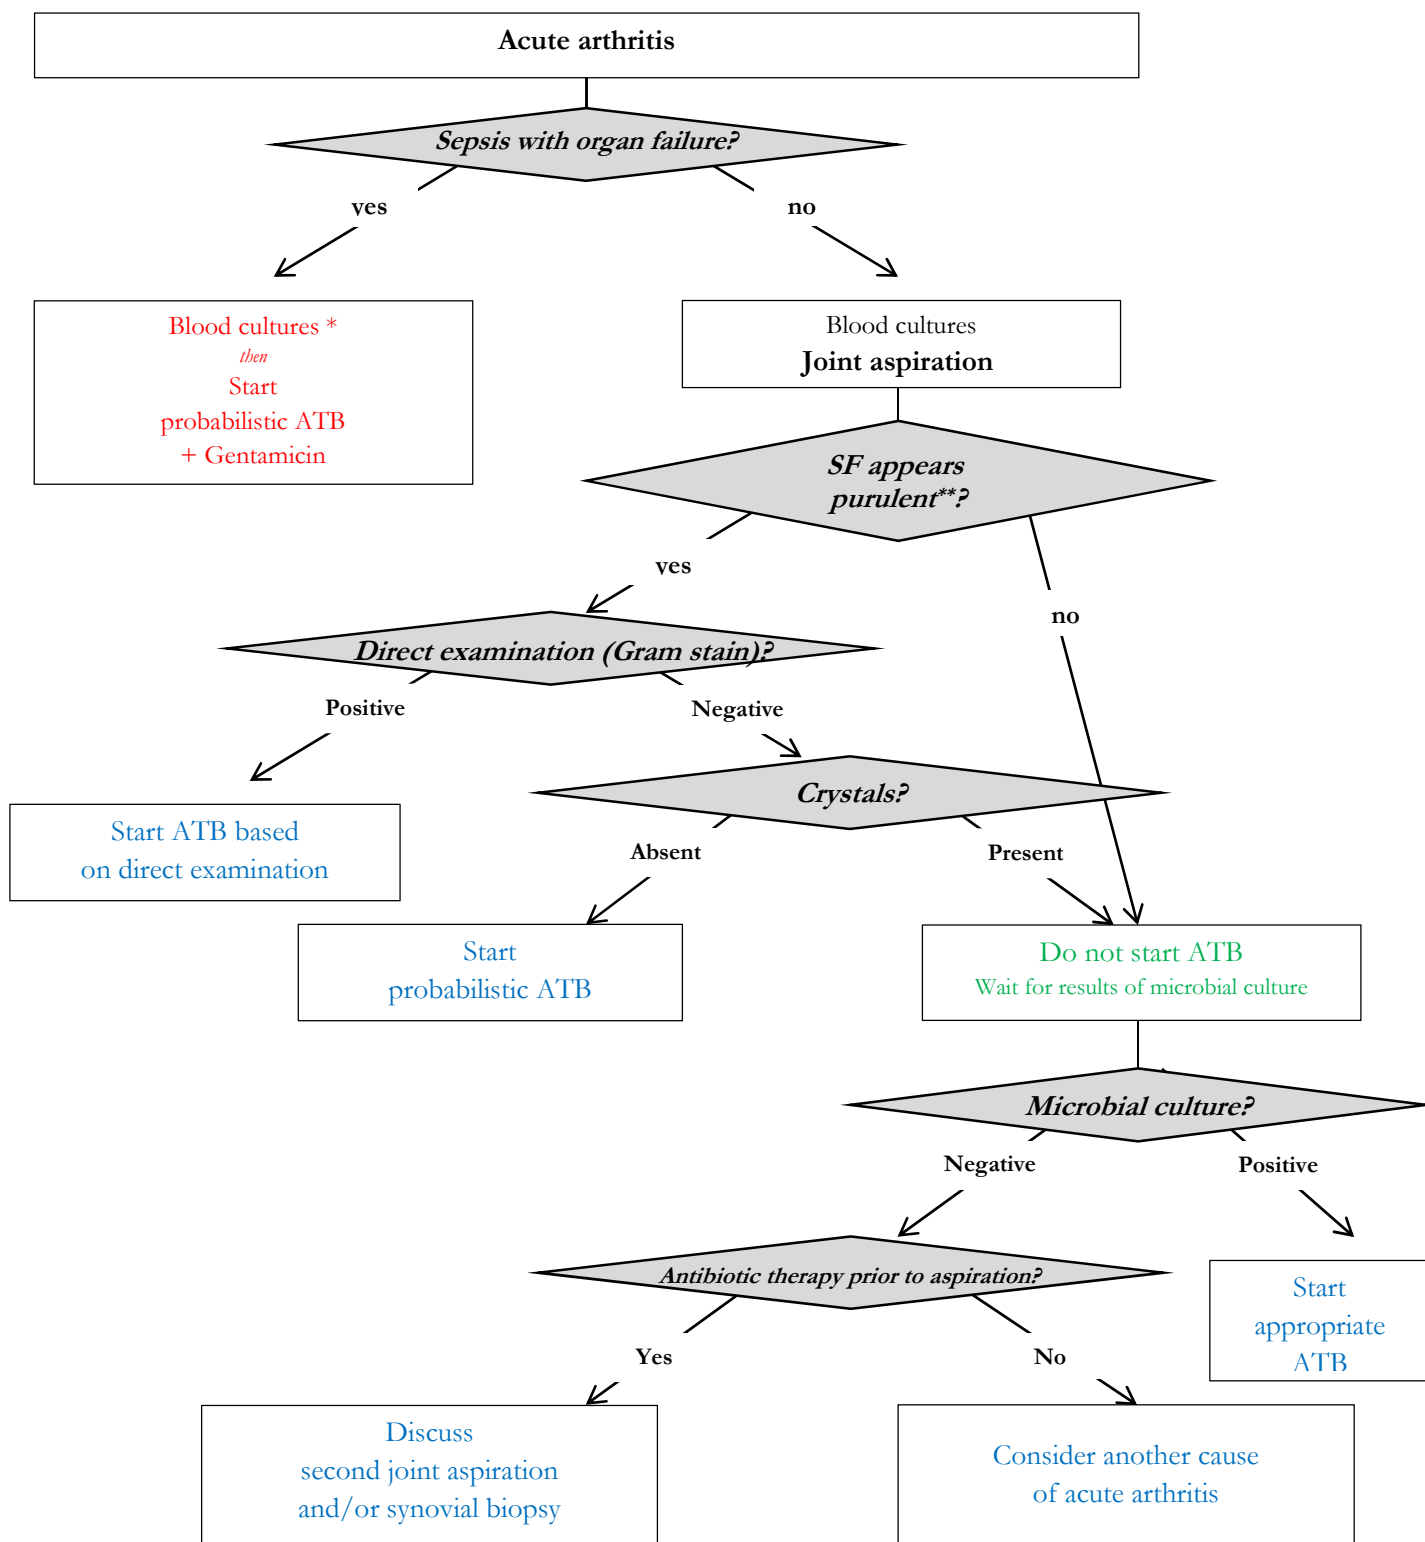 Acute arthritis
Sepsis with organ failure?
yes
no
Blood cultures *
then
Start
probabilistic ATB
+ Gentamicin
Blood cultures
Joint aspiration
SF appears
purulent**?
yes
no
Direct examination (Gram stain)?
Positive
Negative
Crystals?
Start ATB based
on direct examination
Absent
Present
Start
probabilistic ATB
Do not start ATB
Wait for results of microbial culture
Microbial culture?
Negative
Positive
Antibiotic therapy prior to aspiration?
Start
appropriate
ATB
Yes
No
Discuss
second joint aspiration
and/or synovial biopsy
Consider another cause
of acute arthritis